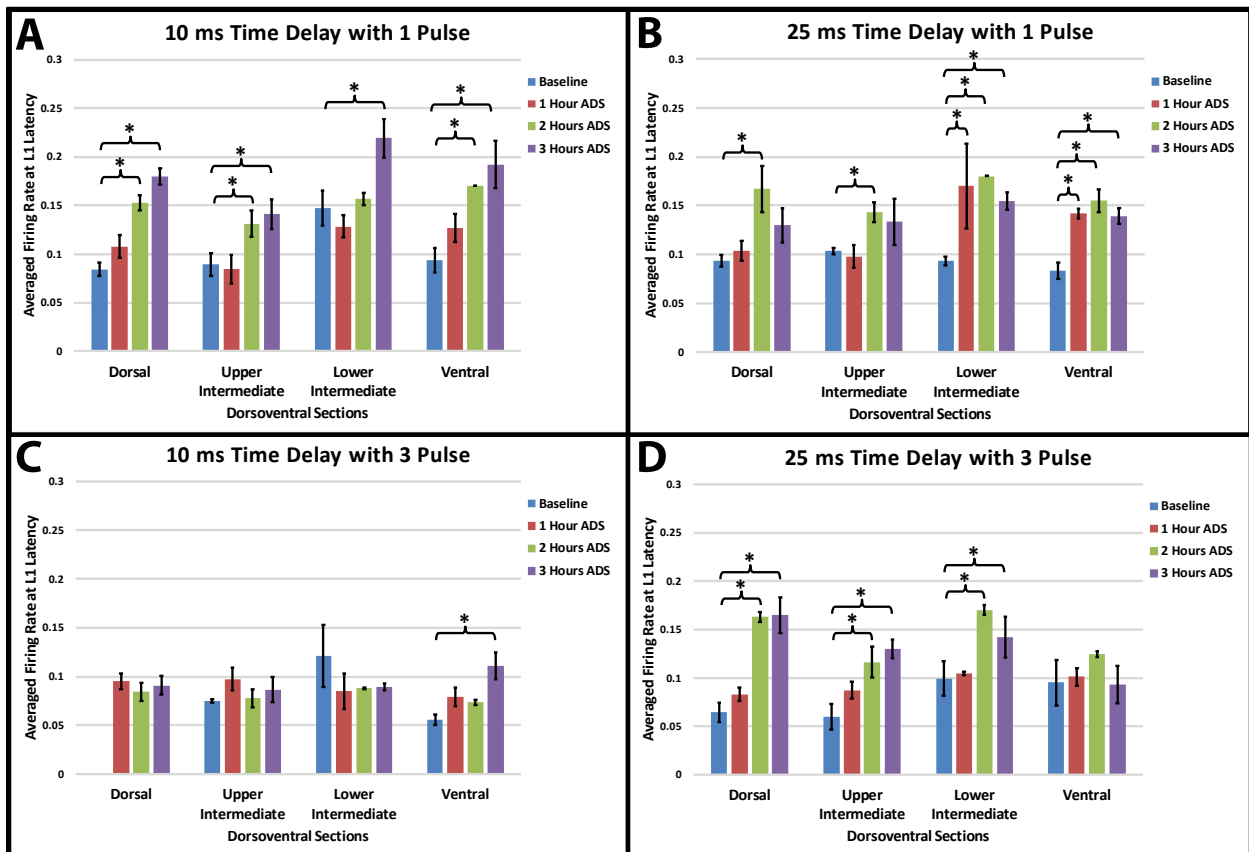 A
10 ms Time Delay with 1 Pulse
Averaged Firing Rate at L1 Latency
0.3
0.25
0.2
0.15
0.1
0.05
0
* * * * * * *
Baseline
1 Hour ADS
2 Hours ADS
3 Hours ADS
Dorsal Upper Intermediate Lower Intermediate Ventral
Dorsoventral Sections
B
25 ms Time Delay with 1 Pulse
Averaged Firing Rate at L1 Latency
0.3
0.25
0.2
0.15
0.1
0.05
0
* * * * * * * *
Baseline
1 Hour ADS
2 Hours ADS
3 Hours ADS
Dorsal Upper Intermediate Lower Intermediate Ventral
Dorsoventral Sections
C
10 ms Time Delay with 3 Pulse
Averaged Firing Rate at L1 Latency
0.3
0.25
0.2
0.15
0.1
0.05
0
*
Baseline
1 Hour ADS
2 Hours ADS
3 Hours ADS
Dorsal Upper Intermediate Lower Intermediate Ventral
Dorsoventral Sections
D
25 ms Time Delay with 3 Pulse
Averaged Firing Rate at L1 Latency
0.3
0.25
0.2
0.15
0.1
0.05
0
* * * * * *
Baseline
1 Hour ADS
2 Hours ADS
3 Hours ADS
Dorsal Upper Intermediate Lower Intermediate Ventral
Dorsoventral Sections